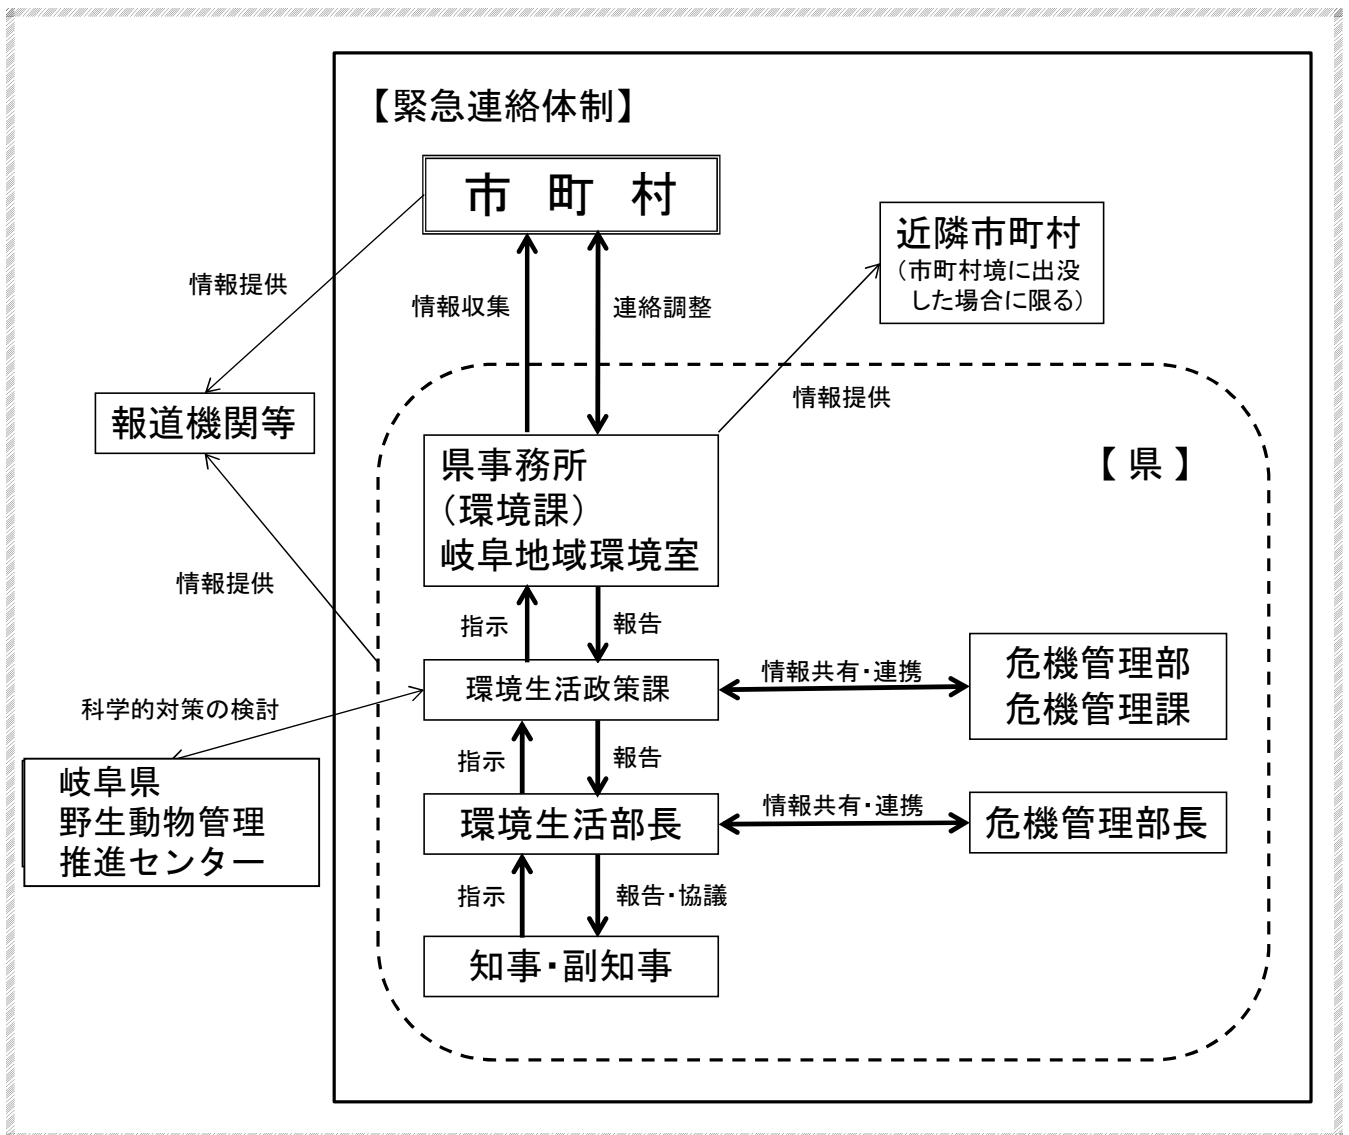 【緊急連絡体制】
市 町 村
近隣市町村
（市町村境に出没
した場合に限る）
情報提供
情報収集
連絡調整
情報提供
報道機関等
【 県 】
県事務所
（環境課）
岐阜地域環境室
情報提供
指示
報告
環境生活政策課
情報共有・連携
危機管理部
危機管理課
科学的対策の検討
指示
報告
岐阜県
野生動物管理
推進センター
環境生活部長
情報共有・連携
危機管理部長
指示
報告・協議
知事・副知事